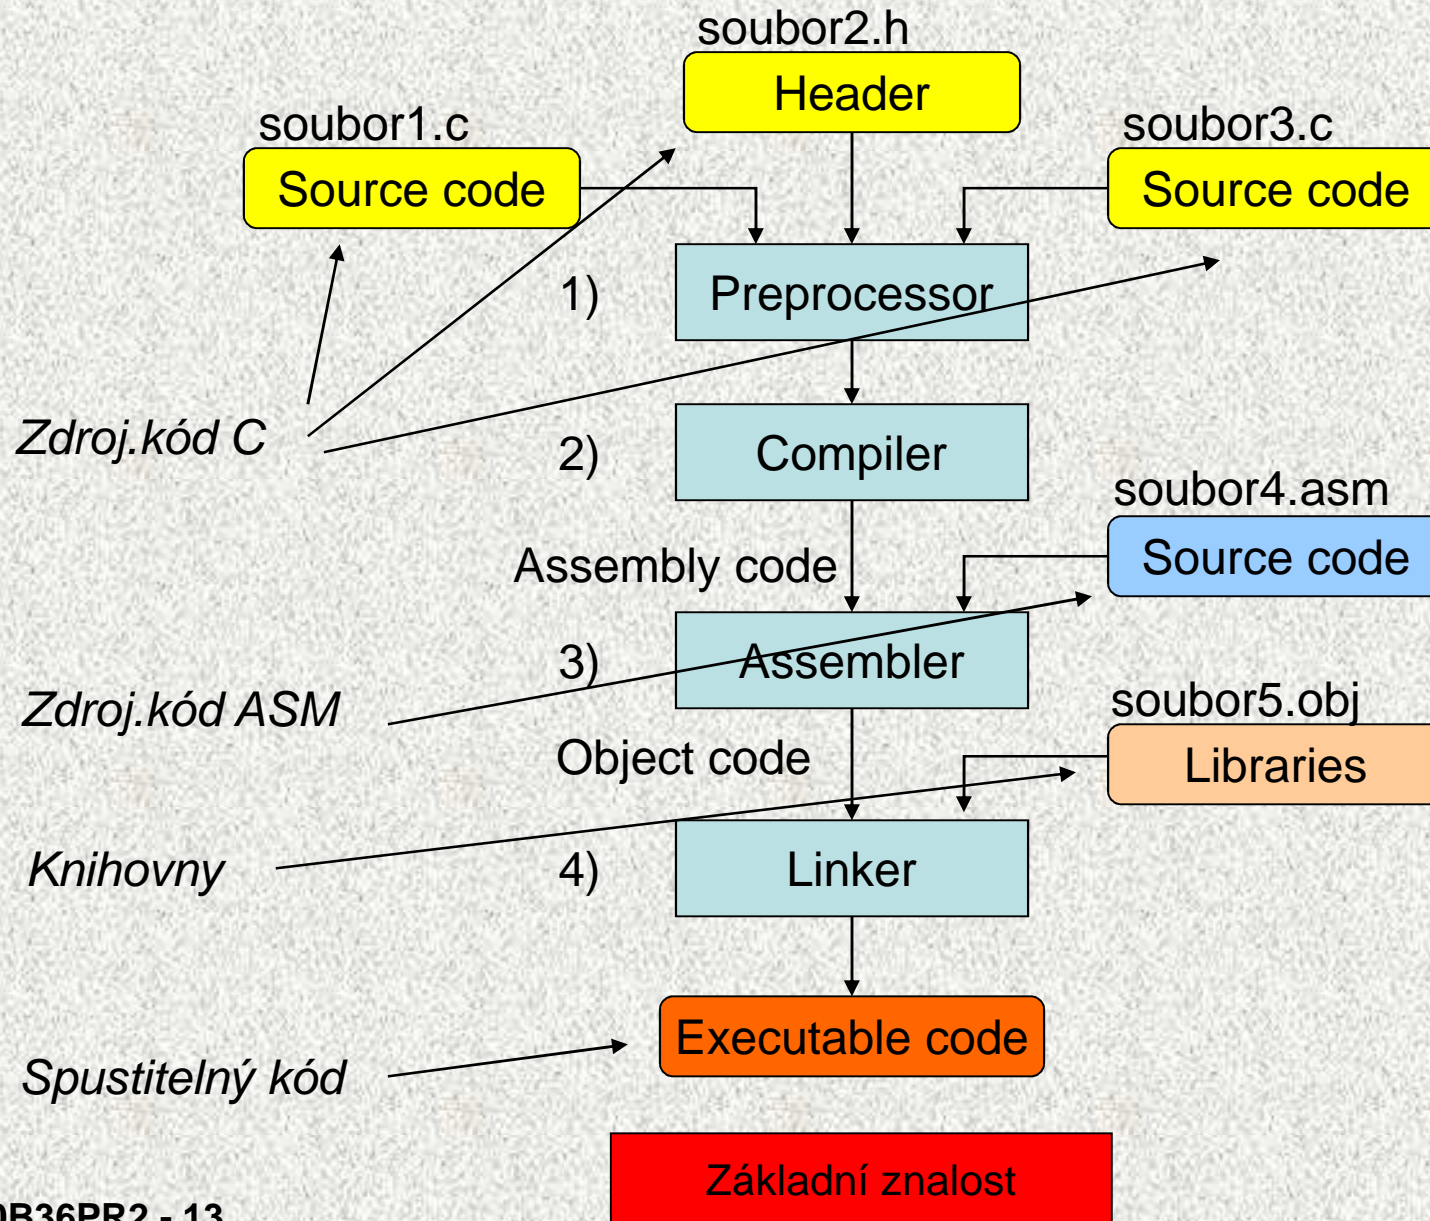 soubor2.h
Header
soubor1.c
soubor3.c
Source code
Source code
1)
Preprocessor
Zdroj.kód C
2)
Compiler
soubor4.asm
Source code
Assembly code
3)
Assembler
Zdroj.kód ASM
soubor5.obj
Object code
Libraries
Knihovny
4)
Linker
Executable code
Spustitelný kód
Základní znalost
0B36PR2 - 13